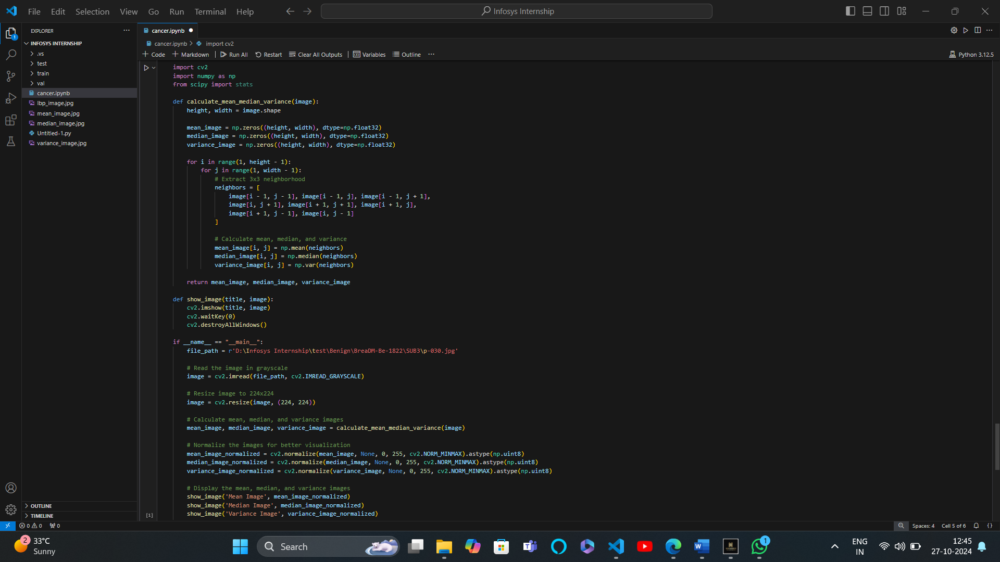 File Edit Selection View Go Run Terminal Help
Infosys Internship
EXPLORER
INFOSYS INTERNSHIP
.vs
test
train
val
cancer.ipynb
lbp_image.jpg
mean_image.jpg
median_image.jpg
Untitled-1.py
variance_image.jpg
OUTLINE
TIMELINE
cancer.ipynb
cancer.ipynb > import cv2
+ Code + Markdown | Run All Restart Clear All Outputs | Variables Outline ···
Python 3.12.5
import cv2
import numpy as np
from scipy import stats
def calculate_mean_median_variance(image):
    height, width = image.shape
    mean_image = np.zeros((height, width), dtype=np.float32)
    median_image = np.zeros((height, width), dtype=np.float32)
    variance_image = np.zeros((height, width), dtype=np.float32)
    for i in range(1, height - 1):
        for j in range(1, width - 1):
            # Extract 3x3 neighborhood
            neighbors = [
                image[i - 1, j - 1], image[i - 1, j], image[i - 1, j + 1],
                image[i, j + 1], image[i + 1, j + 1], image[i + 1, j],
                image[i + 1, j - 1], image[i, j - 1]
            ]
            # Calculate mean, median, and variance
            mean_image[i, j] = np.mean(neighbors)
            median_image[i, j] = np.median(neighbors)
            variance_image[i, j] = np.var(neighbors)
    return mean_image, median_image, variance_image
def show_image(title, image):
    cv2.imshow(title, image)
    cv2.waitKey(0)
    cv2.destroyAllWindows()
if __name__ == "__main__":
    file_path = r'D:\Infosys Internship\test\Benign\BreaDM-Be-1822\SUB3\p-030.jpg'
    # Read the image in grayscale
    image = cv2.imread(file_path, cv2.IMREAD_GRAYSCALE)
    # Resize image to 224x224
    image = cv2.resize(image, (224, 224))
    # Calculate mean, median, and variance images
    mean_image, median_image, variance_image = calculate_mean_median_variance(image)
    # Normalize the images for better visualization
    mean_image_normalized = cv2.normalize(mean_image, None, 0, 255, cv2.NORM_MINMAX).astype(np.uint8)
    median_image_normalized = cv2.normalize(median_image, None, 0, 255, cv2.NORM_MINMAX).astype(np.uint8)
    variance_image_normalized = cv2.normalize(variance_image, None, 0, 255, cv2.NORM_MINMAX).astype(np.uint8)
    # Display the mean, median, and variance images
    show_image('Mean Image', mean_image_normalized)
    show_image('Median Image', median_image_normalized)
    show_image('Variance Image', variance_image_normalized)
[1]
0 0 0
Spaces: 4 Cell 5 of 6
2
33°C
Sunny
Search
1
ENG
IN
12:45
27-10-2024